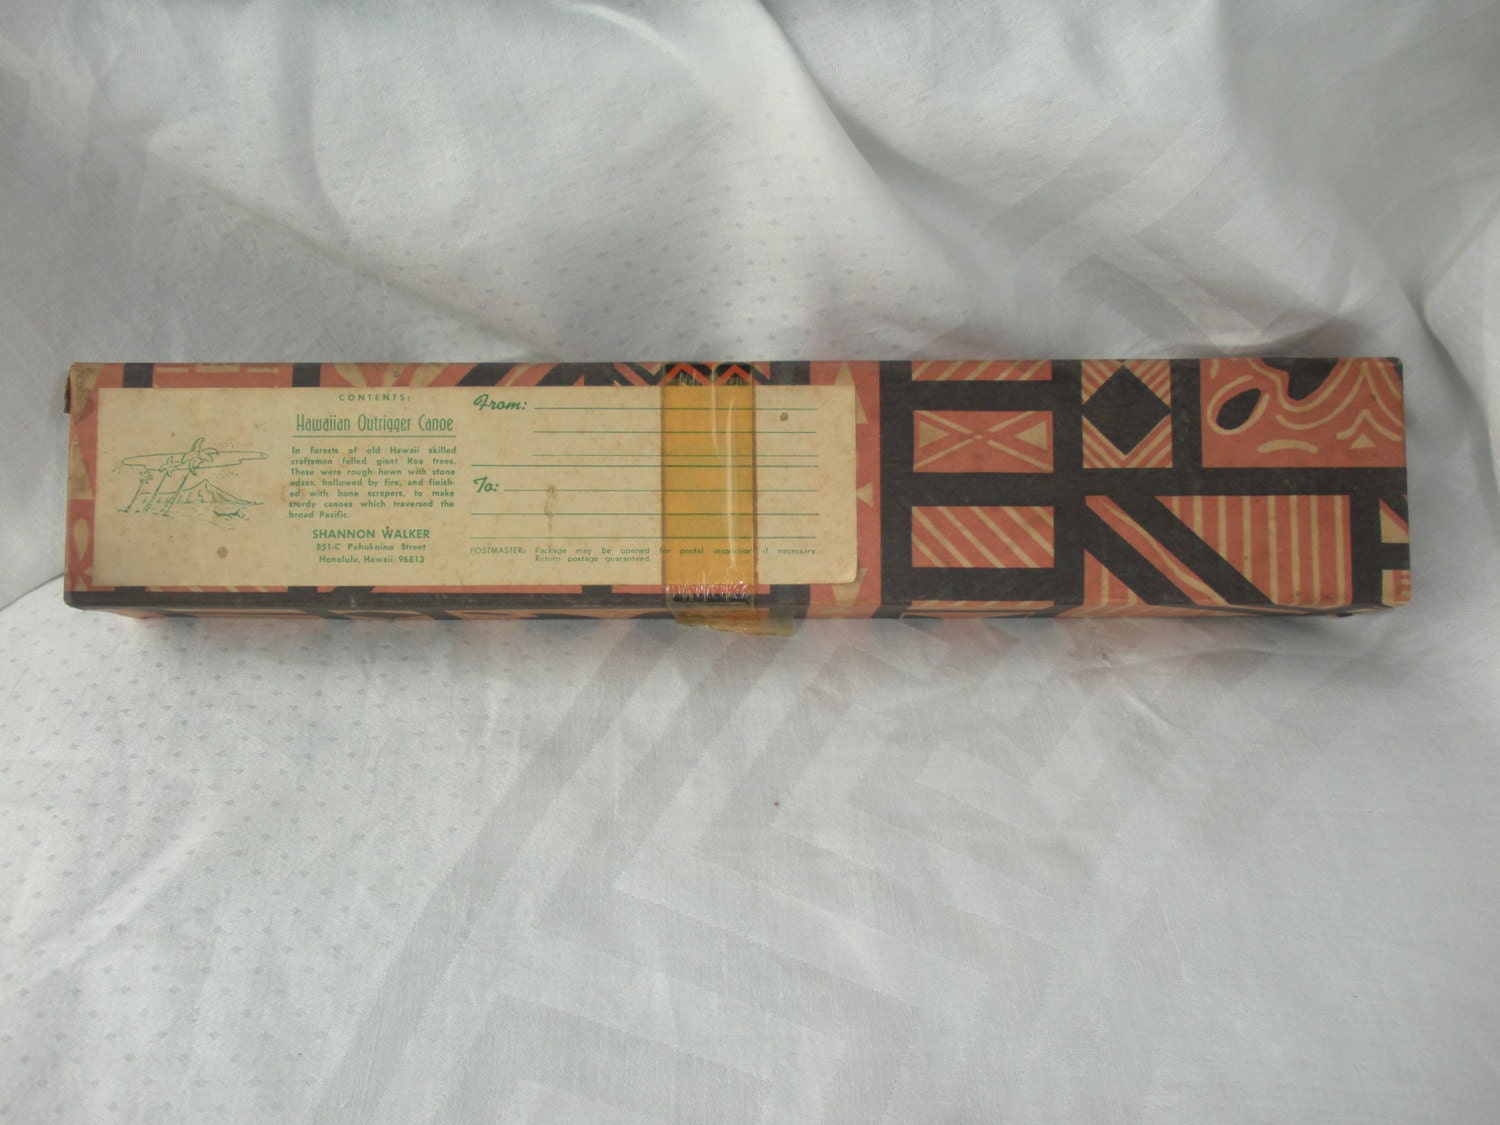 CONTENTS:
Hawaiian Outrigger Canoe
In forests of old Hawaii skilled
craftsmen felled giant Koa trees.
These were rough hewn with stone
adzes, hollowed by fire, and finish-
ed with bone scrapers, to make
sturdy canoes which traversed the
broad Pacific.
SHANNON WALKER
851-C Pohukaina Street
Honolulu, Hawaii 96813
From:
To:
POSTMASTER: Package may be opened for postal inspection if necessary.
Return postage guaranteed.